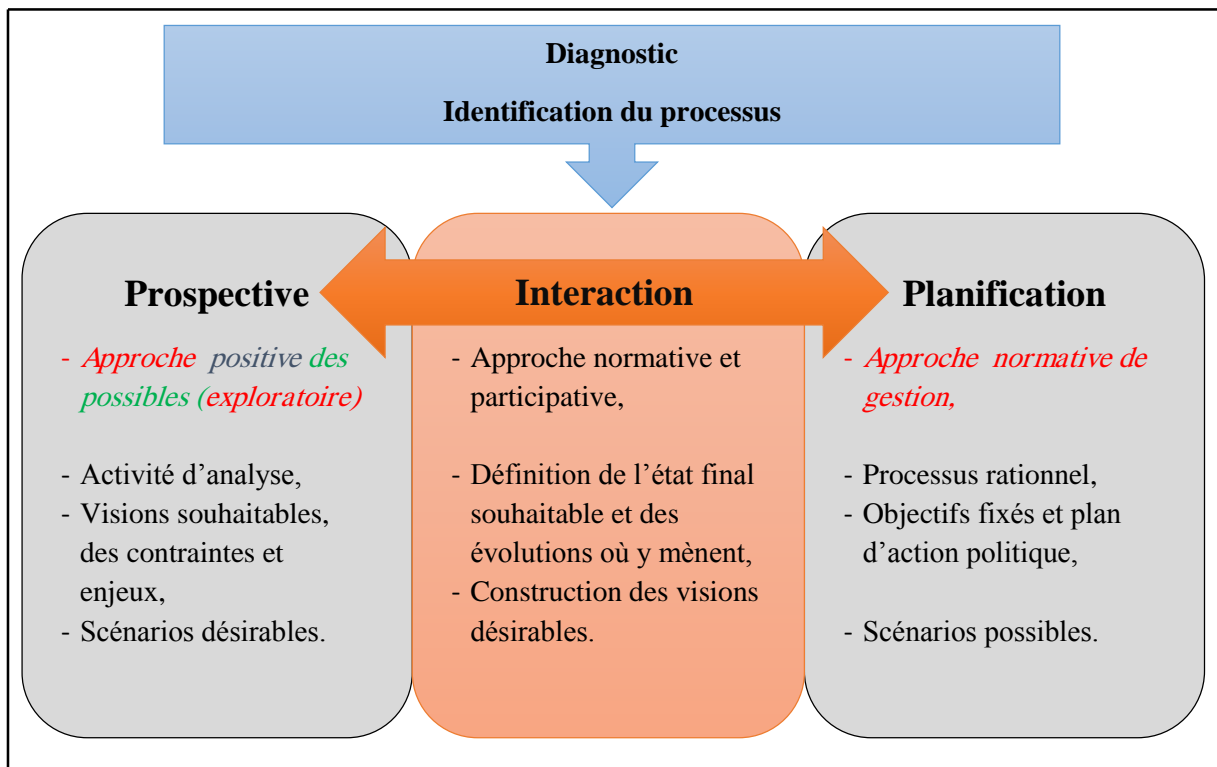 Diagnostic
Identification du processus
Prospective
- Approche positive des
possibles (exploratoire)
- Activité d’analyse,
- Visions souhaitables,
des contraintes et
enjeux,
- Scénarios désirables.
Interaction
- Approche normative et
participative,
- Définition de l’état final
souhaitable et des
évolutions où y mènent,
- Construction des visions
désirables.
Planification
- Approche normative de
gestion,
- Processus rationnel,
- Objectifs fixés et plan
d’action politique,
- Scénarios possibles.